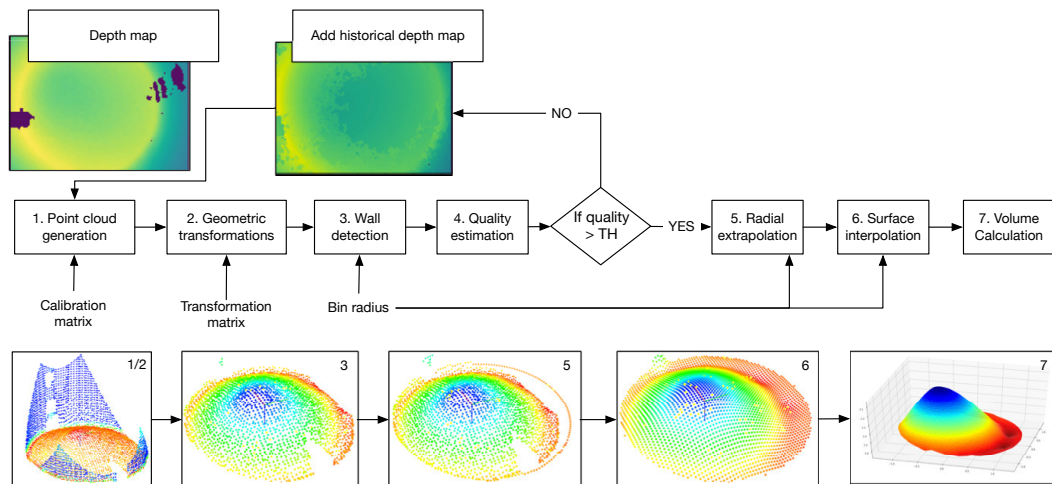 Depth map
Add historical depth map
NO
1. Point cloud
generation
2. Geometric
transformations
3. Wall
detection
4. Quality
estimation
If quality
> TH
YES
5. Radial
extrapolation
6. Surface
interpolation
7. Volume
Calculation
Calibration
matrix
Transformation
matrix
Bin radius
1/2
3
5
6
7